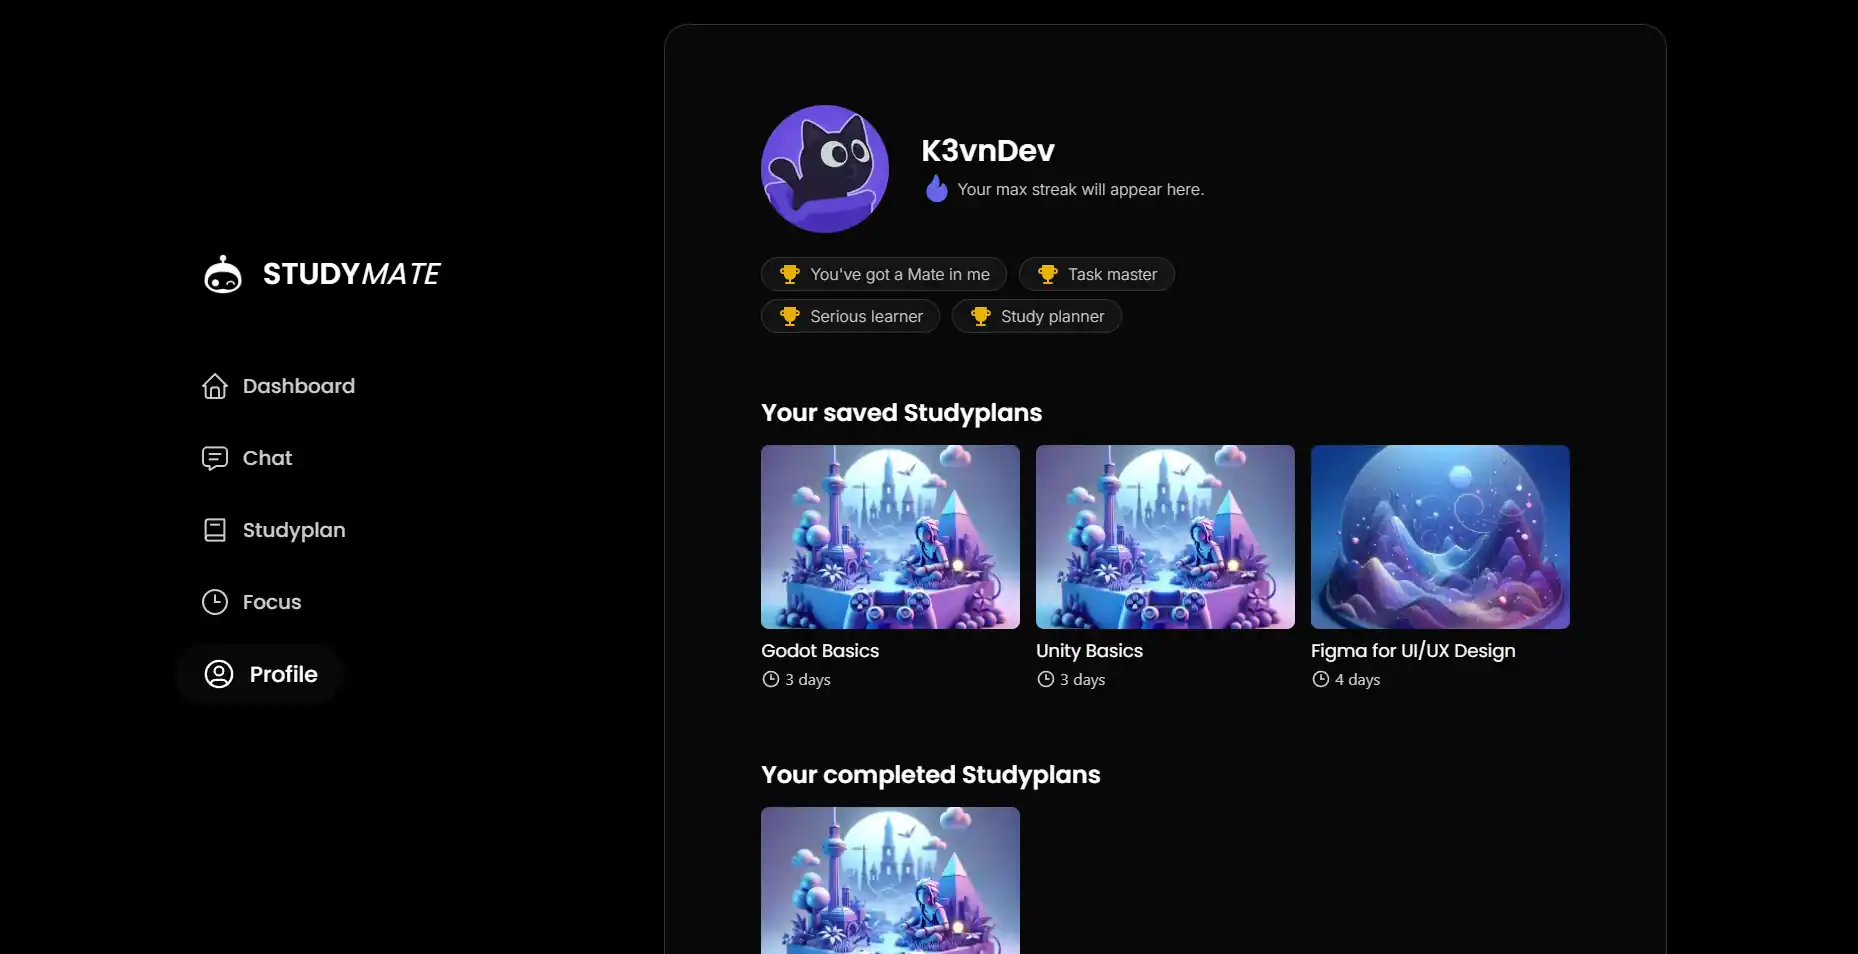 STUDYMATE
Dashboard
Chat
Studyplan
Focus
Profile
K3vnDev
Your max streak will appear here.
You've got a Mate in me
Task master
Serious learner
Study planner
Your saved Studyplans
Godot Basics
3 days
Unity Basics
3 days
Figma for UI/UX Design
4 days
Your completed Studyplans